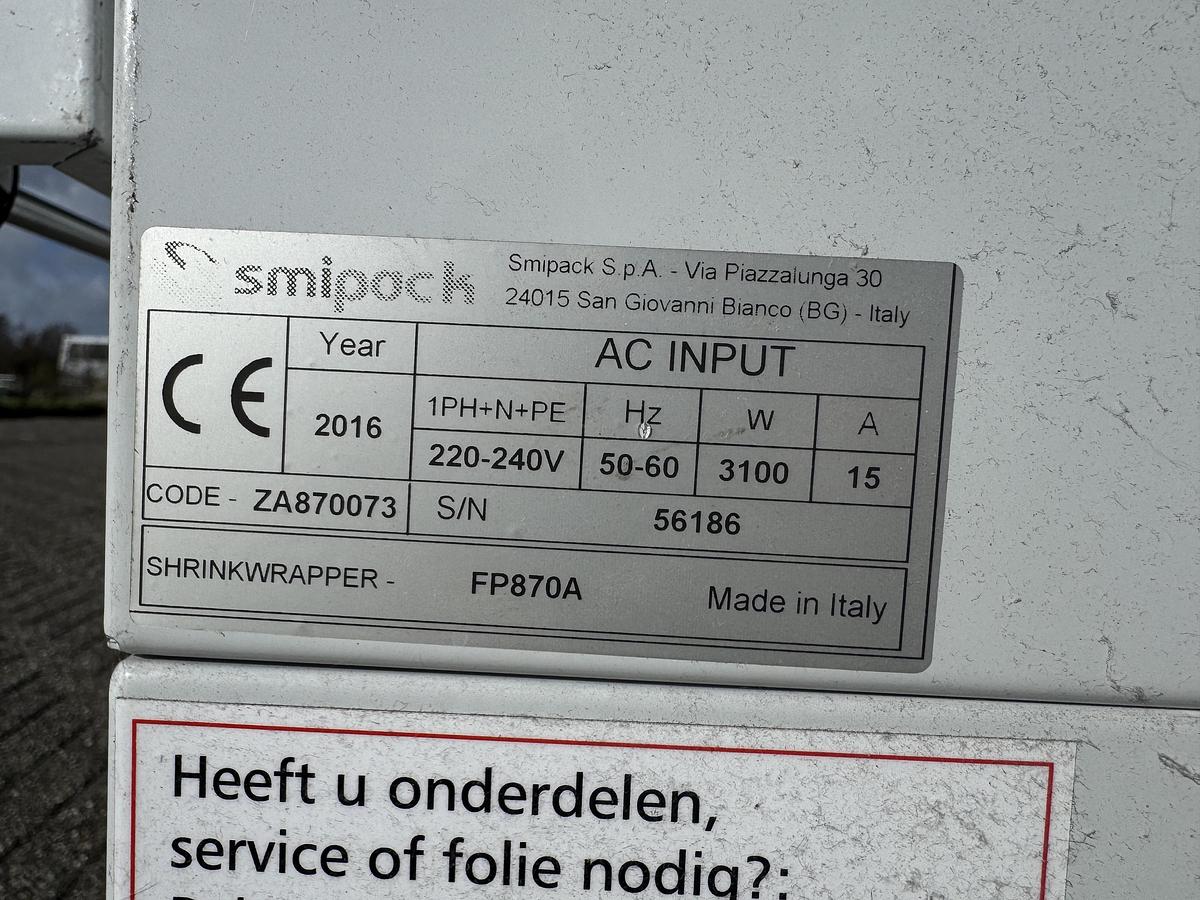 smipack
Smipack S.p.A. - Via Piazzalunga 30
24015 San Giovanni Bianco (BG) - Italy
CE
Year
AC INPUT
2016
1PH+N+PE Hz W A
220-240V 50-60 3100 15
CODE - ZA870073 S/N 56186
SHRINKWRAPPER - FP870A Made in Italy
Heeft u onderdelen,
service of folie nodig?: